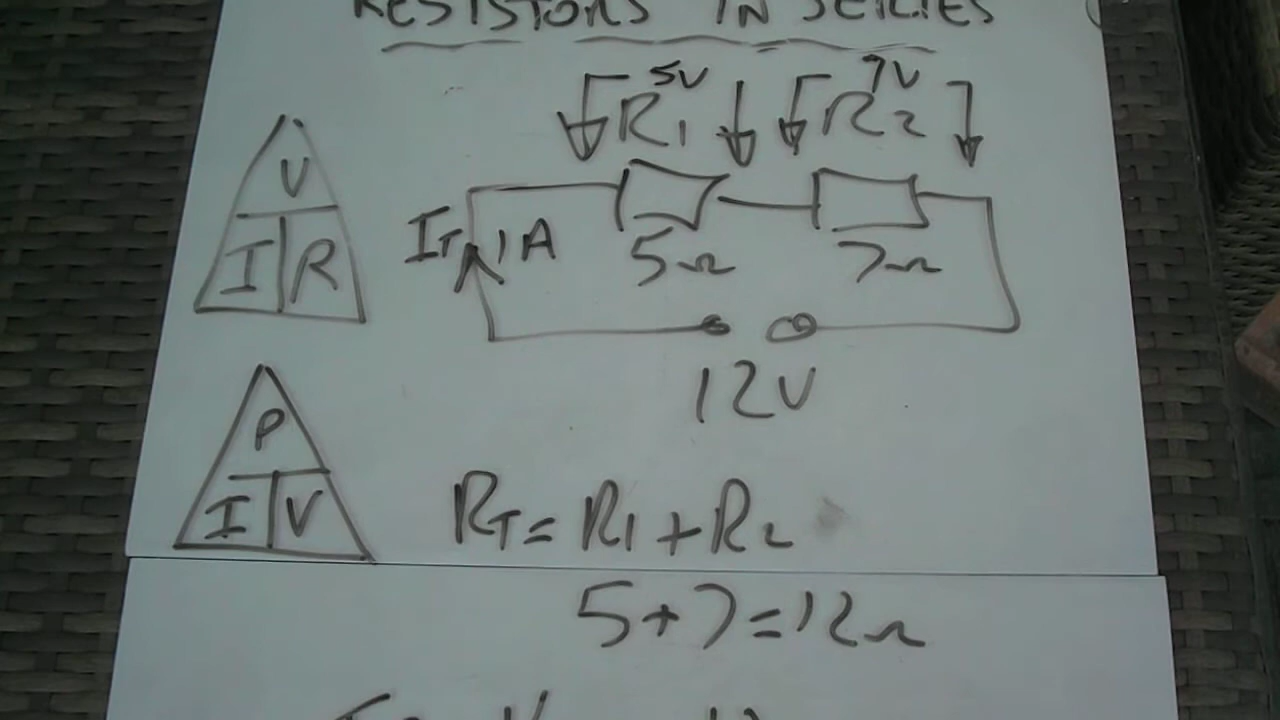 RESISTORS IN SERIES
5V 7V
R1 R2
V
I R
IT 1A
5Ω 7Ω
12V
P
I V
RT = R1 + R2
5+7=12Ω